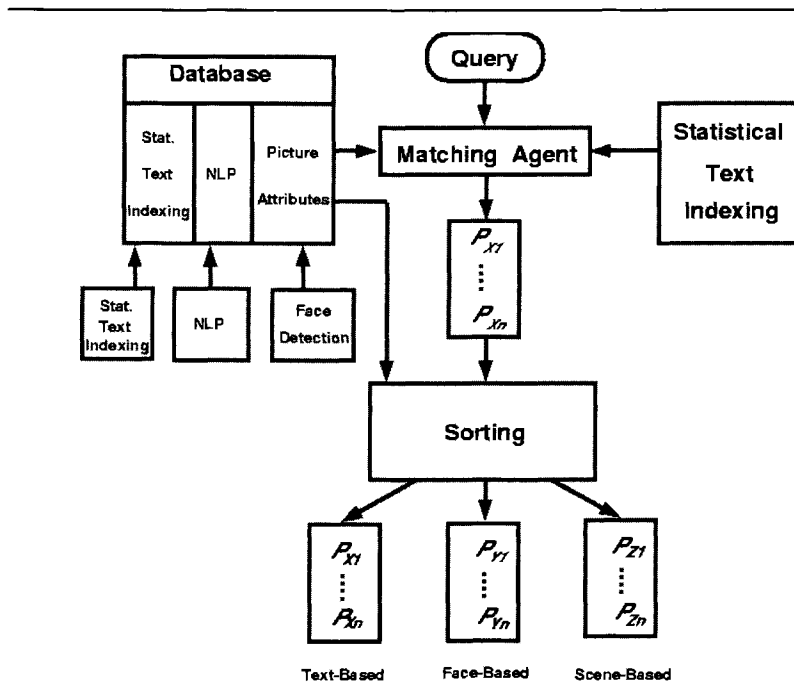 Query
Database
Stat.
Text
Indexing
NLP
Picture
Attributes
Matching Agent
Statistical
Text
Indexing
Stat.
Text
Indexing
NLP
Face
Detection
P_X1
P_Xn
Sorting
P_X1
P_Xn
P_Y1
P_Yn
P_Z1
P_Zn
Text-Based
Face-Based
Scene-Based